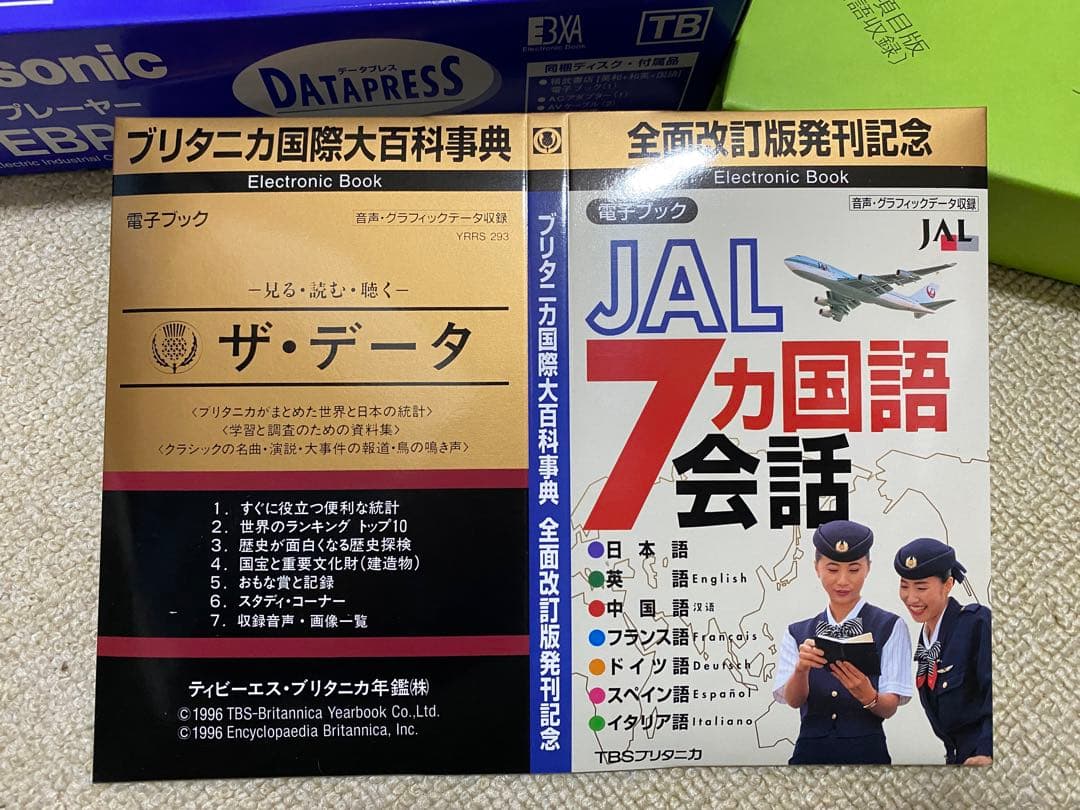 sonic
プレーヤー
EBP
データプレス
DATAPRESS
EBXA
Electronic Book
TB
同梱ディスク・付属品
項目版
語収録〕
ブリタニカ国際大百科事典
Electronic Book
電子ブック
音声・グラフィックデータ収録
YRRS 293
－見る・読む・聴く－
ザ・データ
〈ブリタニカがまとめた世界と日本の統計〉
〈学習と調査のための資料集〉
〈クラシックの名曲・演説・大事件の報道・鳥の鳴き声〉
1. すぐに役立つ便利な統計
2. 世界のランキング トップ10
3. 歴史が面白くなる歴史探検
4. 国宝と重要文化財(建造物)
5. おもな賞と記録
6. スタディ・コーナー
7. 収録音声・画像一覧
ティビーエス・ブリタニカ年鑑㈱
©1996 TBS-Britannica Yearbook Co.,Ltd.
©1996 Encyclopaedia Britannica, Inc.
ブリタニカ国際大百科事典 全面改訂版発刊記念
全面改訂版発刊記念
Electronic Book
電子ブック
音声・グラフィックデータ収録
JAL
JAL
7ヵ国語
会話
日本語
英語 English
中国語 汉语
フランス語 Français
ドイツ語 Deutsch
スペイン語 Español
イタリア語 Italiano
TBSブリタニカ